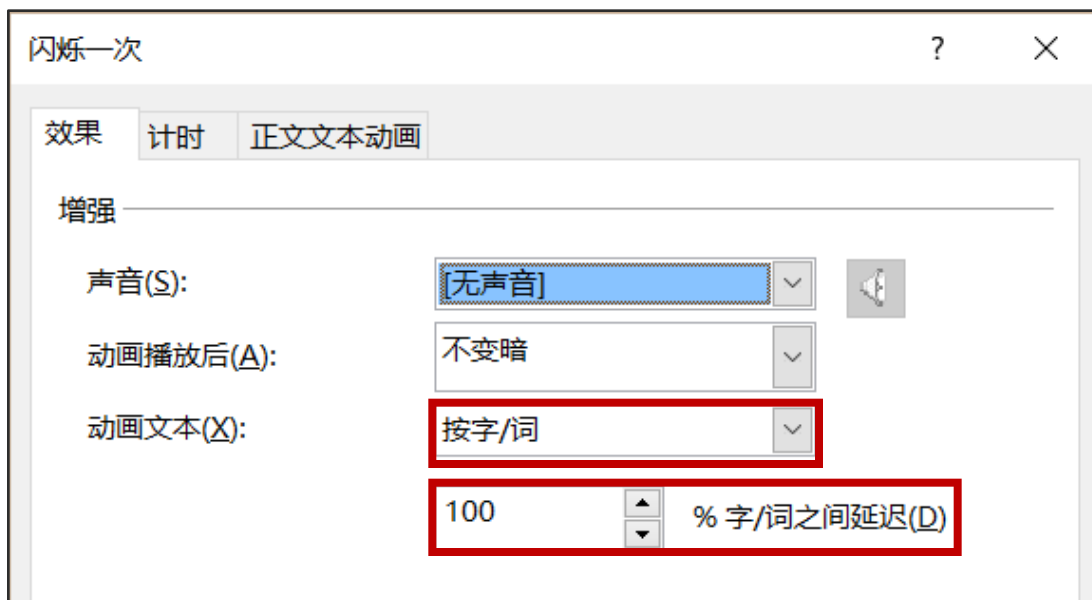 闪烁一次 ?
效果 计时 正文文本动画
增强
声音(S): [无声音]
动画播放后(A): 不变暗
动画文本(X): 按字/词
100 % 字/词之间延迟(D)